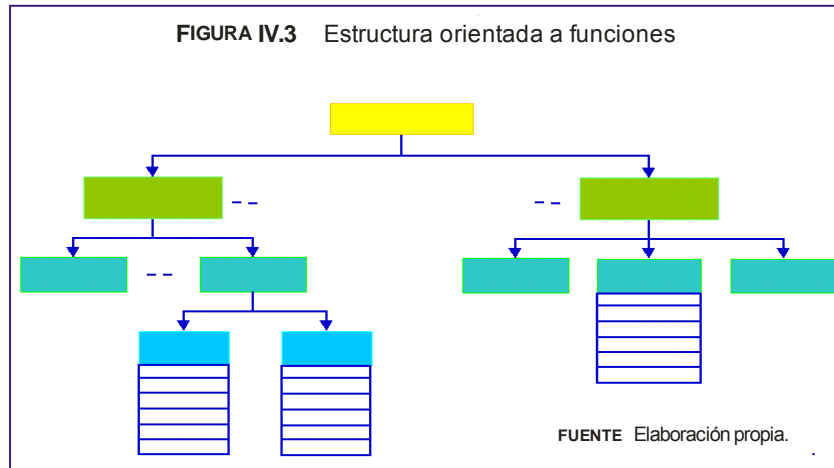 FIGURA IV.3 Estructura orientada a funciones
FUENTE Elaboración propia.